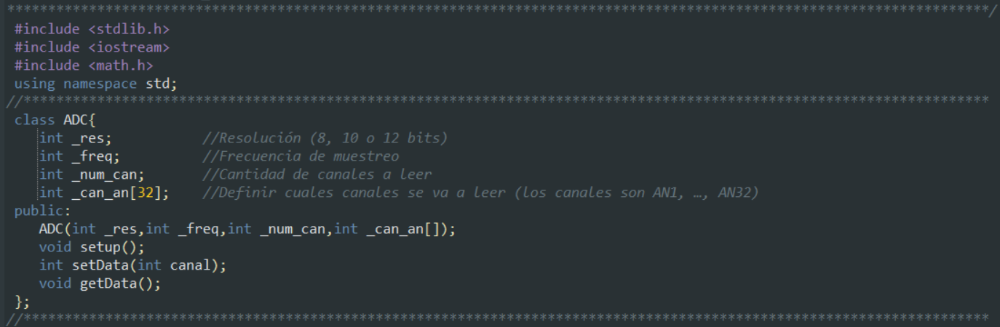 ************************************************************************************************************************/
#include <stdlib.h>
#include <iostream>
#include <math.h>
using namespace std;
//**********************************************************************************************************************
class ADC{
int _res; //Resolución (8, 10 o 12 bits)
int _freq; //Frecuencia de muestreo
int _num_can; //Cantidad de canales a leer
int _can_an[32]; //Definir cuales canales se va a leer (los canales son AN1, …, AN32)
public:
ADC(int _res,int _freq,int _num_can,int _can_an[]);
void setup();
int setData(int canal);
void getData();
};
//**********************************************************************************************************************